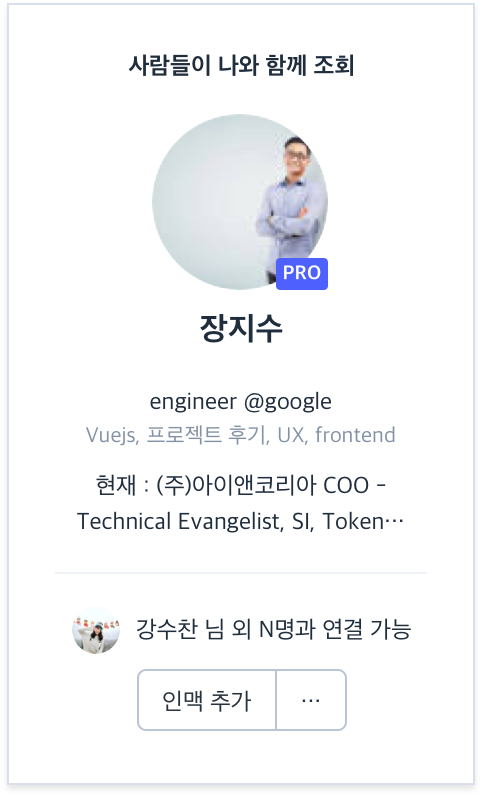 사람들이 나와 함께 조회
PRO
장지수
engineer @google
Vuejs, 프로젝트 후기, UX, frontend
현재 : (주)아이앤코리아 COO -
Technical Evangelist, SI, Token···
강수찬 님 외 N명과 연결 가능
인맥 추가 ···